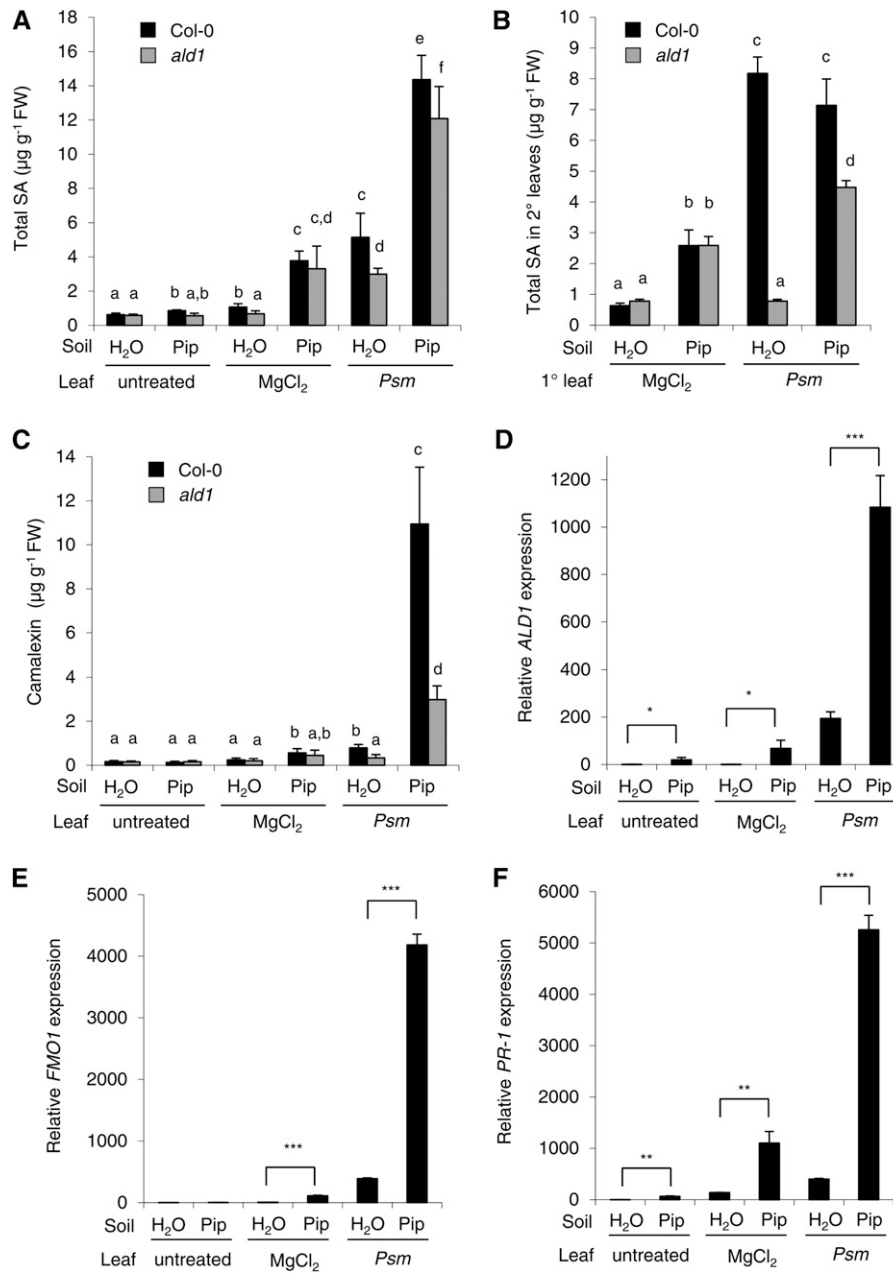 A
Total SA (µg g⁻¹ FW)
18
16
14
12
10
8
6
4
2
0
Col-0
ald1
a a b a,b b a c c,d c d e f
Soil H₂O Pip H₂O Pip H₂O Pip
Leaf untreated MgCl₂ Psm
B
Total SA in 2° leaves (µg g⁻¹ FW)
10
9
8
7
6
5
4
3
2
1
0
Col-0
ald1
a a b b c a c d
Soil H₂O Pip H₂O Pip
1° leaf MgCl₂ Psm
C
Camalexin (µg g⁻¹ FW)
14
12
10
8
6
4
2
0
Col-0
ald1
a a a a a a b a,b b a c d
Soil H₂O Pip H₂O Pip H₂O Pip
Leaf untreated MgCl₂ Psm
D
Relative ALD1 expression
1200
1000
800
600
400
200
0
* * ***
Soil H₂O Pip H₂O Pip H₂O Pip
Leaf untreated MgCl₂ Psm
E
Relative FMO1 expression
5000
4000
3000
2000
1000
0
*** ***
Soil H₂O Pip H₂O Pip H₂O Pip
Leaf untreated MgCl₂ Psm
F
Relative PR-1 expression
6000
5000
4000
3000
2000
1000
0
** ** ***
Soil H₂O Pip H₂O Pip H₂O Pip
Leaf untreated MgCl₂ Psm